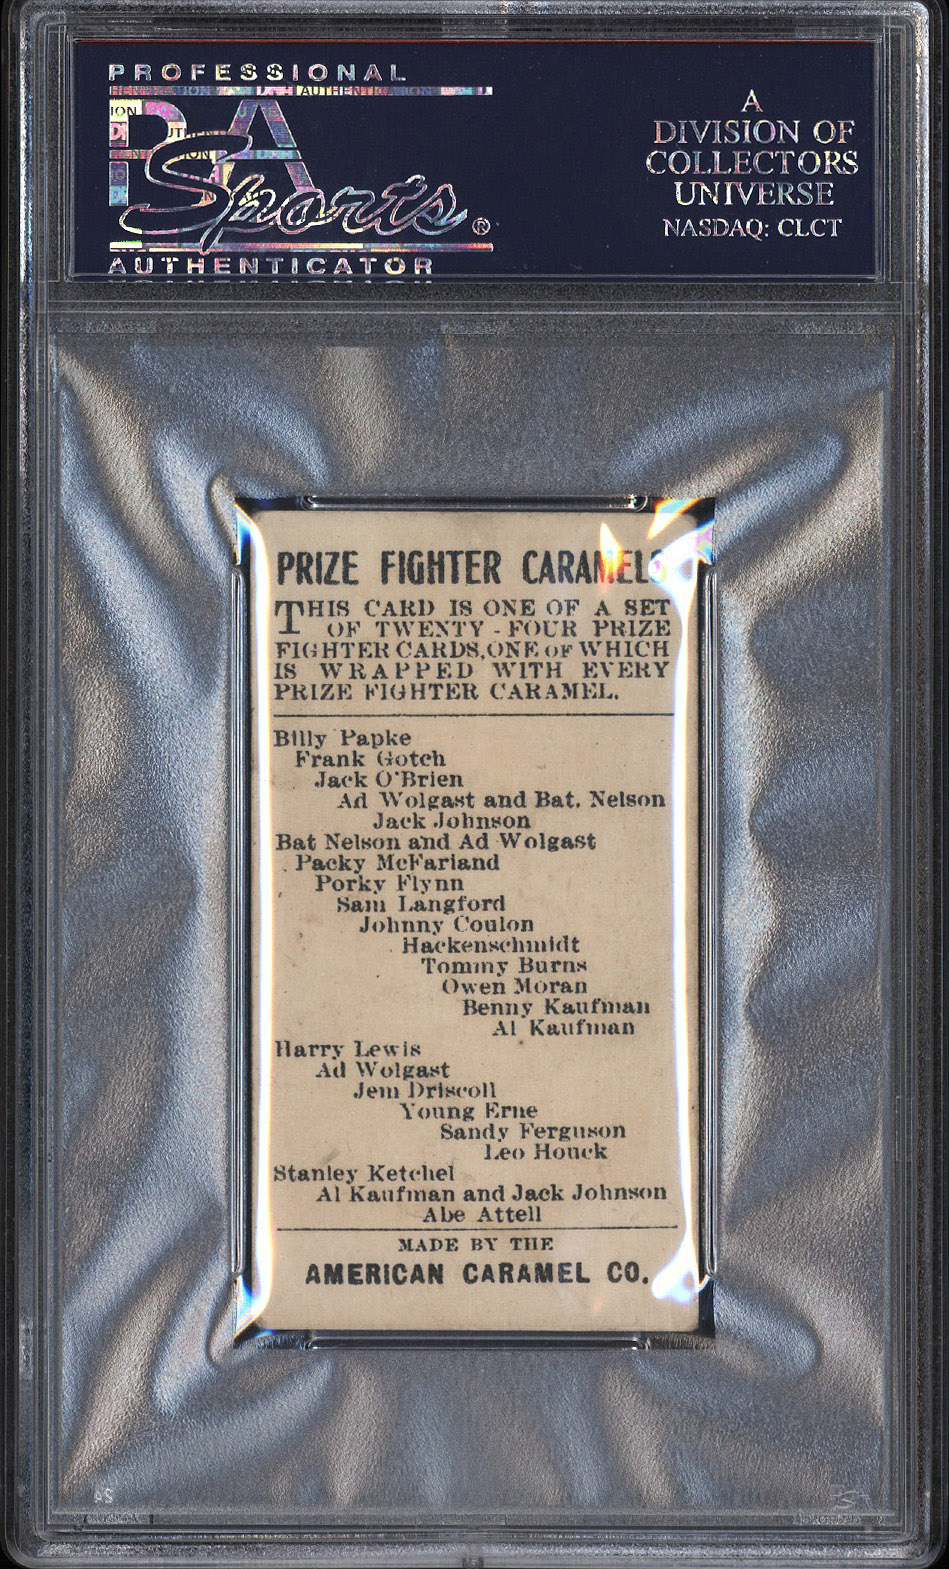 PROFESSIONAL
PSA
Sports®
AUTHENTICATOR
A
DIVISION OF
COLLECTORS
UNIVERSE
NASDAQ: CLCT
PRIZE FIGHTER CARAMELS
THIS CARD IS ONE OF A SET
OF TWENTY-FOUR PRIZE
FIGHTER CARDS, ONE OF WHICH
IS WRAPPED WITH EVERY
PRIZE FIGHTER CARAMEL.
Billy Papke
Frank Gotch
Jack O'Brien
Ad Wolgast and Bat. Nelson
Jack Johnson
Bat Nelson and Ad Wolgast
Packy McFarland
Porky Flynn
Sam Langford
Johnny Coulon
Hackenschmidt
Tommy Burns
Owen Moran
Benny Kaufman
Al Kaufman
Harry Lewis
Ad Wolgast
Jem Driscoll
Young Erne
Sandy Ferguson
Leo Houck
Stanley Ketchel
Al Kaufman and Jack Johnson
Abe Attell
MADE BY THE
AMERICAN CARAMEL CO.